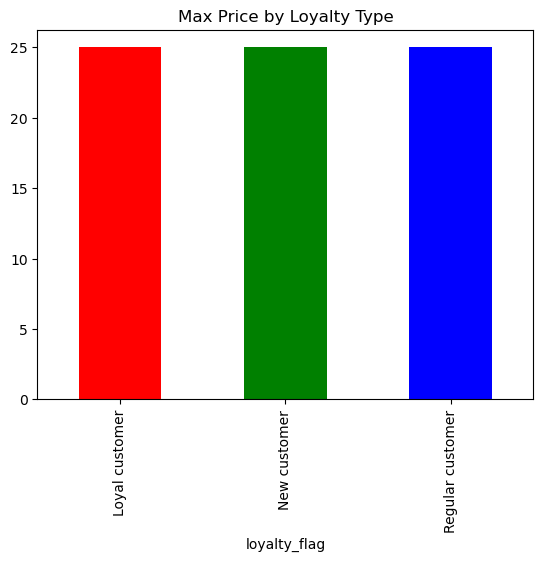 Max Price by Loyalty Type
25
20
15
10
5
0
Loyal customer
New customer
Regular customer
loyalty_flag